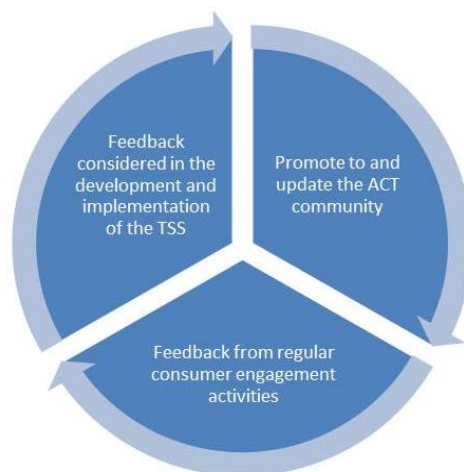 Feedback
considered in the
development and
implementation
of the TSS
Promote to and
update the ACT
community
Feedback from regular
consumer engagement
activities